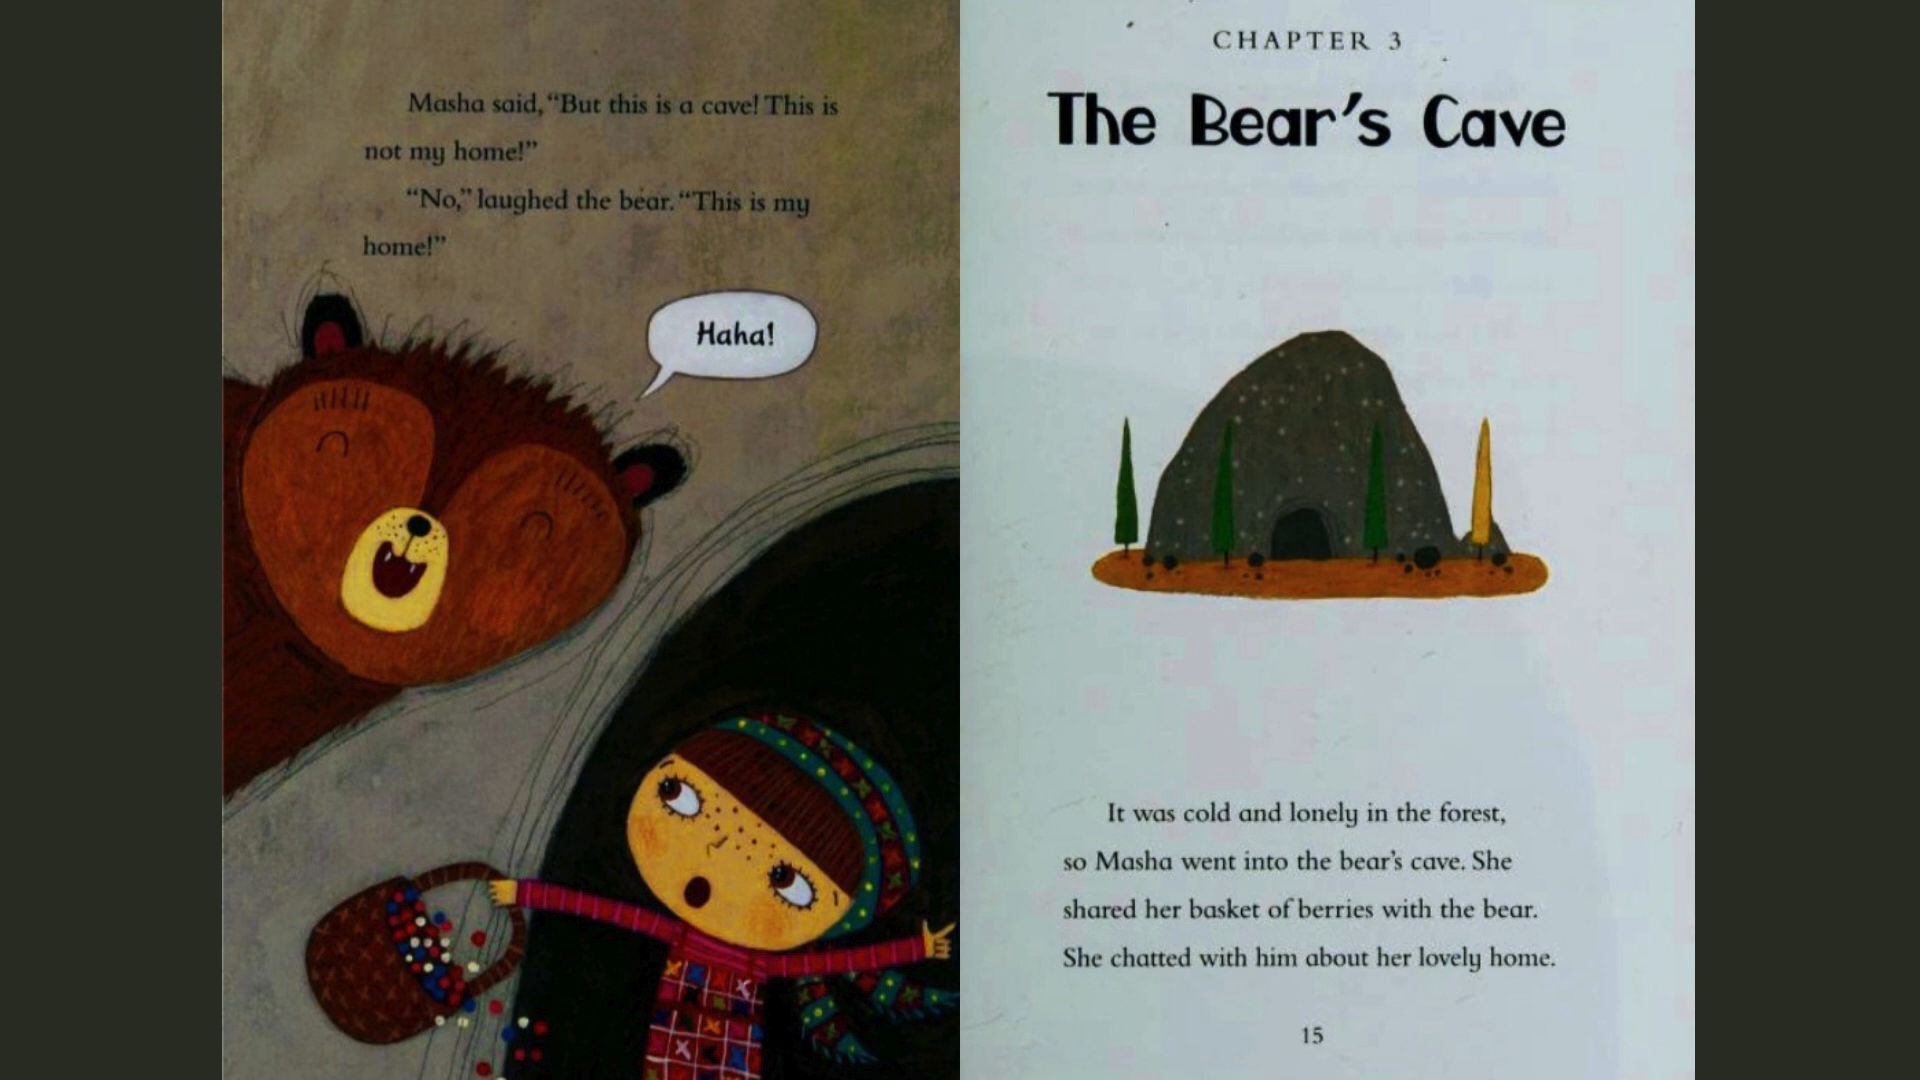 Masha said, “But this is a cave! This is
not my home!”
“No,” laughed the bear. “This is my
home!”
Haha!
CHAPTER 3
The Bear’s Cave
It was cold and lonely in the forest,
so Masha went into the bear’s cave. She
shared her basket of berries with the bear.
She chatted with him about her lovely home.
15